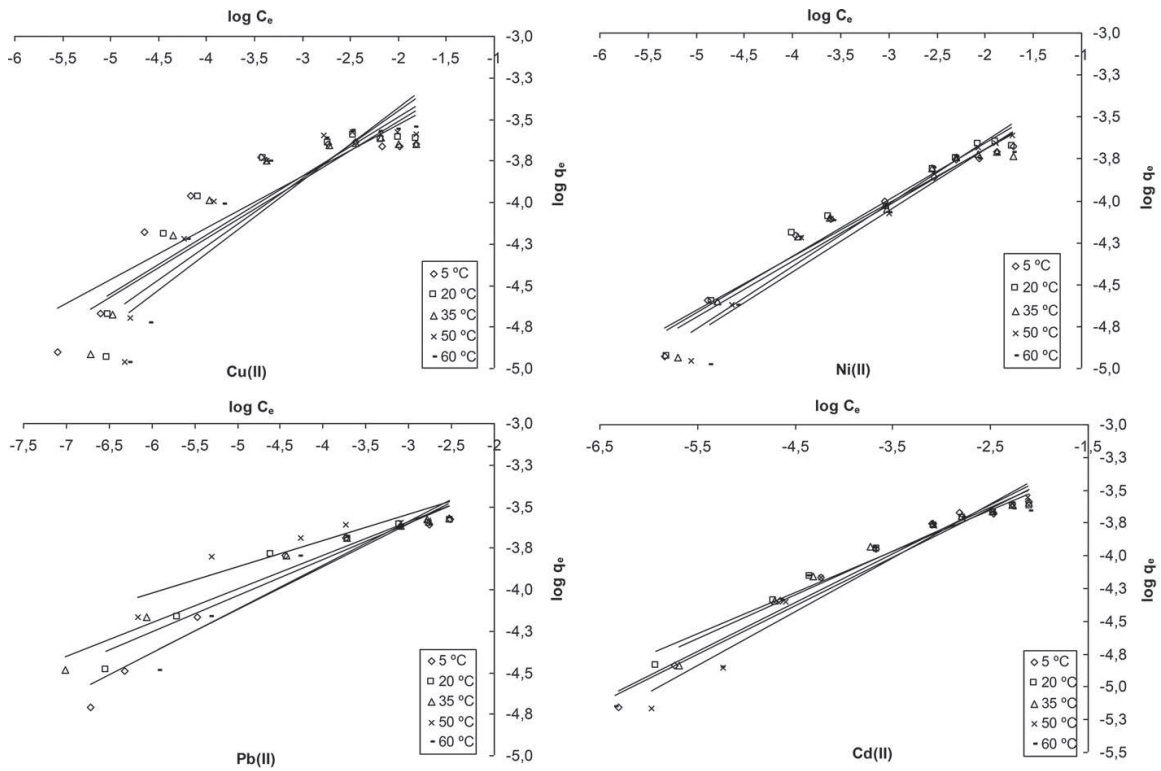 log Cₑ
-6 -5,5 -5 -4,5 -4 -3,5 -3 -2,5 -2 -1,5 -1
-3,0
-3,3
-3,5
-3,8
-4,0
-4,3
-4,5
-4,8
-5,0
log qₑ
5 ºC
20 ºC
35 ºC
50 ºC
60 ºC
Cu(II)
log Cₑ
-6 -5,5 -5 -4,5 -4 -3,5 -3 -2,5 -2 -1,5 -1
-3,0
-3,3
-3,5
-3,8
-4,0
-4,3
-4,5
-4,8
-5,0
log qₑ
5 ºC
20 ºC
35 ºC
50 ºC
60 ºC
Ni(II)
log Cₑ
-7,5 -7 -6,5 -6 -5,5 -5 -4,5 -4 -3,5 -3 -2,5 -2
-3,0
-3,3
-3,5
-3,8
-4,0
-4,3
-4,5
-4,8
-5,0
log qₑ
5 ºC
20 ºC
35 ºC
50 ºC
60 ºC
Pb(II)
log Cₑ
-6,5 -5,5 -4,5 -3,5 -2,5 -1,5
-3,0
-3,3
-3,5
-3,8
-4,0
-4,3
-4,5
-4,8
-5,0
-5,3
-5,5
log qₑ
5 ºC
20 ºC
35 ºC
50 ºC
60 ºC
Cd(II)